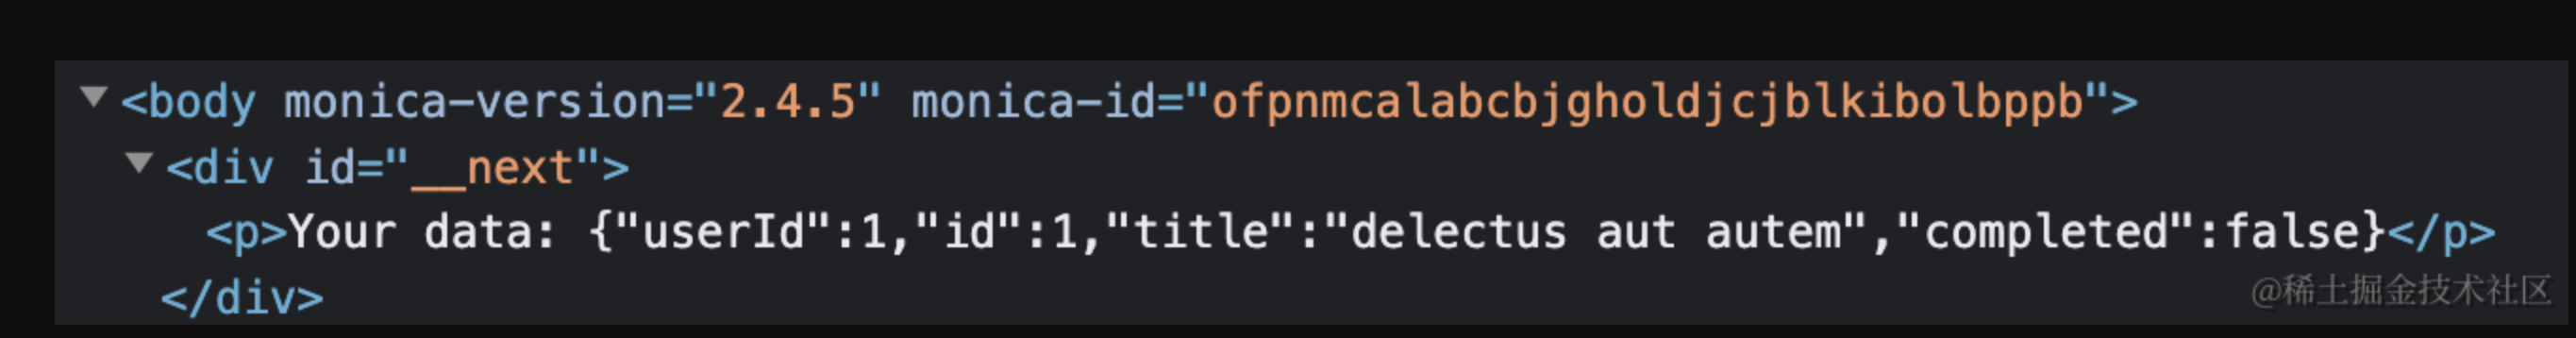 <body monica-version="2.4.5" monica-id="ofpnmcalabcbjgholdjcjblkibolbppb">
<div id="__next">
<p>Your data: {"userId":1,"id":1,"title":"delectus aut autem","completed":false}</p>
</div>
@稀土掘金技术社区